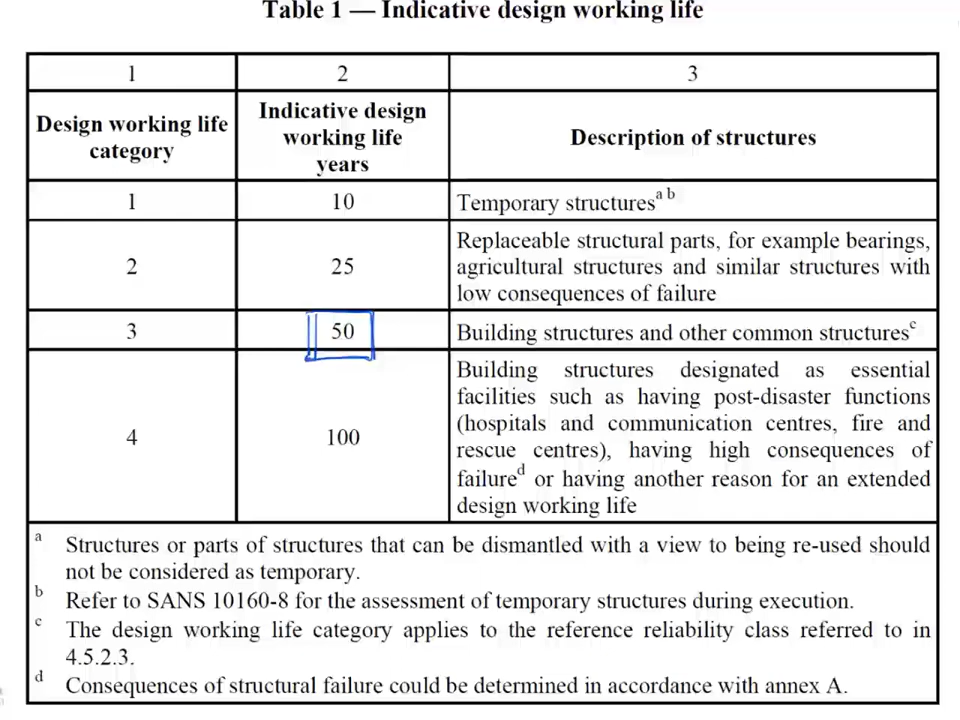 Table 1 — Indicative design working life
1 2 3
Design working life category
Indicative design working life years
Description of structures
1 10 Temporary structures a b
2 25 Replaceable structural parts, for example bearings,
agricultural structures and similar structures with
low consequences of failure
3 50 Building structures and other common structures c
4 100 Building structures designated as essential
facilities such as having post-disaster functions
(hospitals and communication centres, fire and
rescue centres), having high consequences of
failure d or having another reason for an extended
design working life
a Structures or parts of structures that can be dismantled with a view to being re-used should
not be considered as temporary.
b Refer to SANS 10160-8 for the assessment of temporary structures during execution.
c The design working life category applies to the reference reliability class referred to in
4.5.2.3.
d Consequences of structural failure could be determined in accordance with annex A.